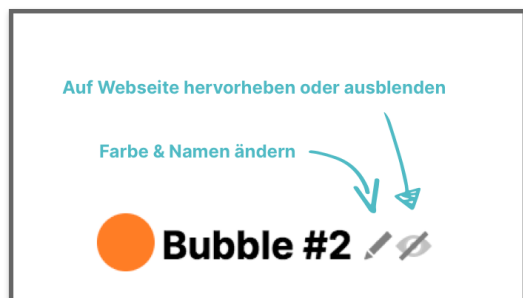 Auf Webseite hervorheben oder ausblenden
Farbe & Namen ändern
Bubble #2